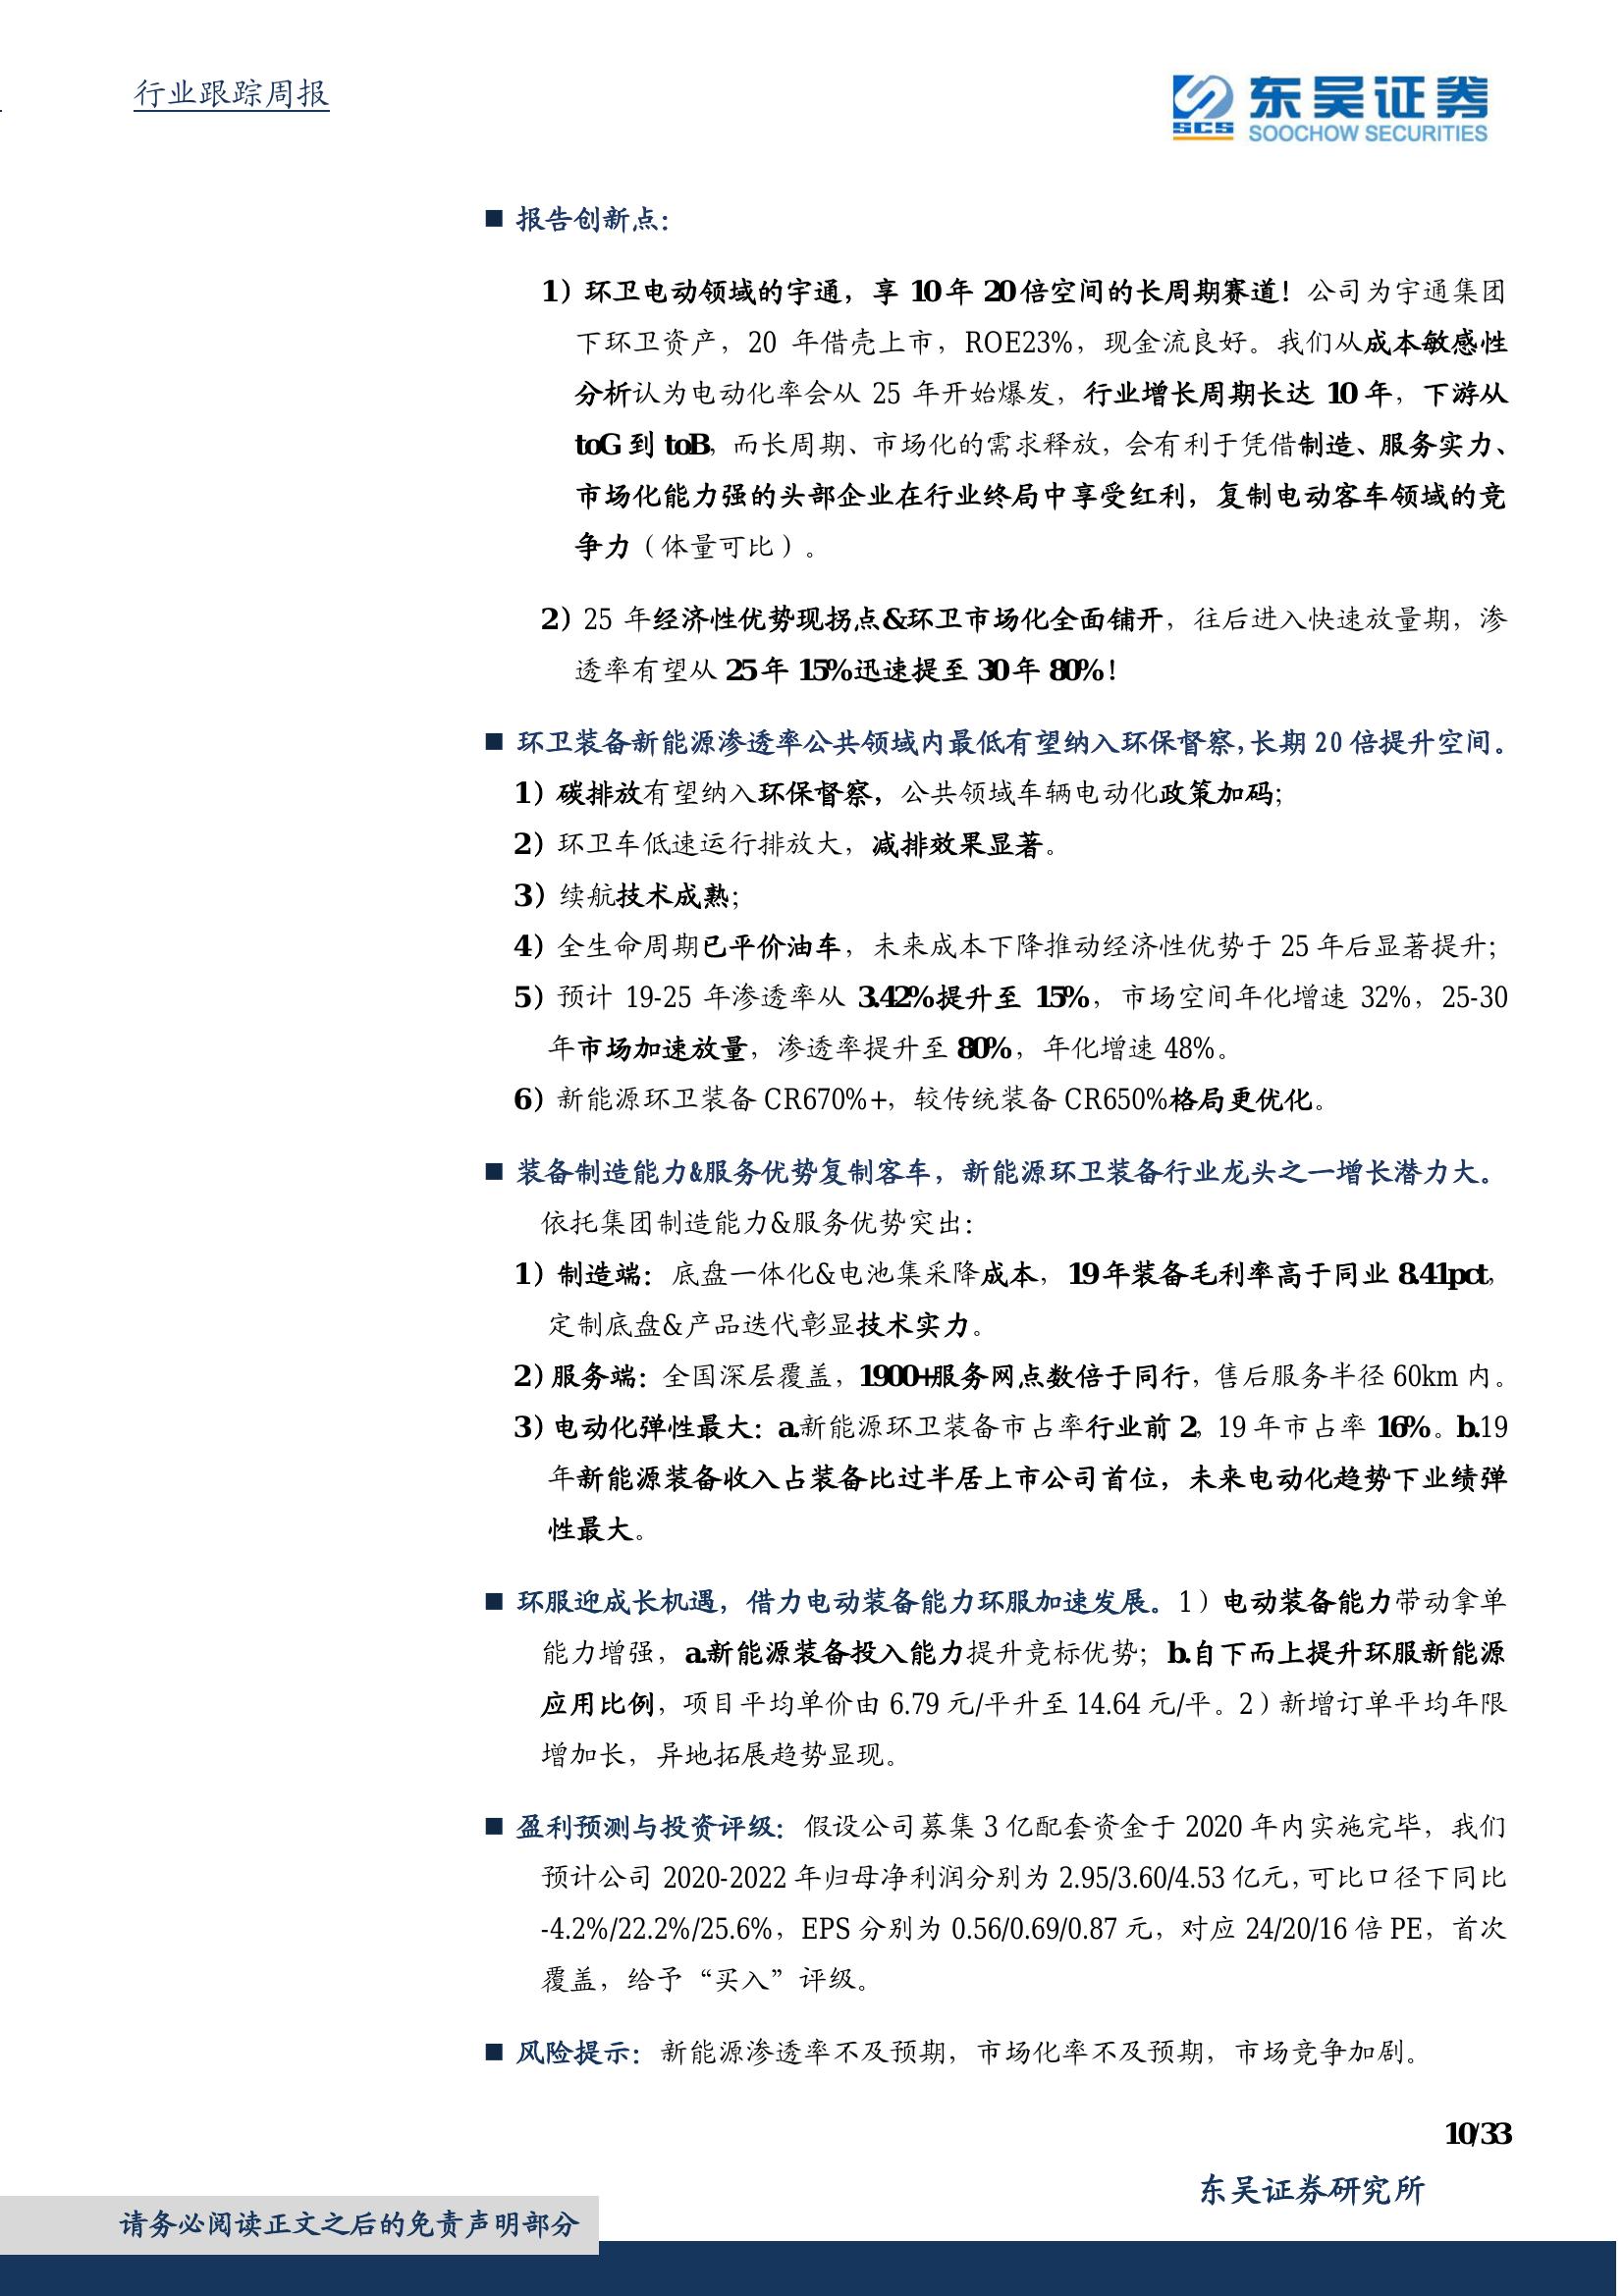 行业跟踪周报
SCS 东吴证券
SOOCHOW SECURITIES
■ 报告创新点：
1）环卫电动领域的宇通，享 10 年 20 倍空间的长周期赛道！公司为宇通集团
下环卫资产，20 年借壳上市，ROE23%，现金流良好。我们从成本敏感性
分析认为电动化率会从 25 年开始爆发，行业增长周期长达 10 年，下游从
toG 到 toB，而长周期、市场化的需求释放，会有利于凭借制造、服务实力、
市场化能力强的头部企业在行业终局中享受红利，复制电动客车领域的竞
争力（体量可比）。
2）25 年经济性优势现拐点&环卫市场化全面铺开，往后进入快速放量期，渗
透率有望从 25 年 15%迅速提至 30 年 80%！
■ 环卫装备新能源渗透率公共领域内最低有望纳入环保督察，长期 20 倍提升空间。
1）碳排放有望纳入环保督察，公共领域车辆电动化政策加码；
2）环卫车低速运行排放大，减排效果显著。
3）续航技术成熟；
4）全生命周期已平价油车，未来成本下降推动经济性优势于 25 年后显著提升；
5）预计 19-25 年渗透率从 3.42%提升至 15%，市场空间年化增速 32%，25-30
年市场加速放量，渗透率提升至 80%，年化增速 48%。
6）新能源环卫装备 CR670%+，较传统装备 CR650%格局更优化。
■ 装备制造能力&服务优势复制客车，新能源环卫装备行业龙头之一增长潜力大。
依托集团制造能力&服务优势突出：
1）制造端：底盘一体化&电池集采降成本，19 年装备毛利率高于同业 8.41pct，
定制底盘&产品迭代彰显技术实力。
2）服务端：全国深层覆盖，1900+服务网点数倍于同行，售后服务半径 60km 内。
3）电动化弹性最大：a.新能源环卫装备市占率行业前 2，19 年市占率 16%。b.19
年新能源装备收入占装备比过半居上市公司首位，未来电动化趋势下业绩弹
性最大。
■ 环服迎成长机遇，借力电动装备能力环服加速发展。1）电动装备能力带动拿单
能力增强，a.新能源装备投入能力提升竞标优势；b.自下而上提升环服新能源
应用比例，项目平均单价由 6.79 元/平升至 14.64 元/平。2）新增订单平均年限
增加长，异地拓展趋势显现。
■ 盈利预测与投资评级：假设公司募集 3 亿配套资金于 2020 年内实施完毕，我们
预计公司 2020-2022 年归母净利润分别为 2.95/3.60/4.53 亿元，可比口径下同比
-4.2%/22.2%/25.6%，EPS 分别为 0.56/0.69/0.87 元，对应 24/20/16 倍 PE，首次
覆盖，给予“买入”评级。
■ 风险提示：新能源渗透率不及预期，市场化率不及预期，市场竞争加剧。
10/33
东吴证券研究所
请务必阅读正文之后的免责声明部分